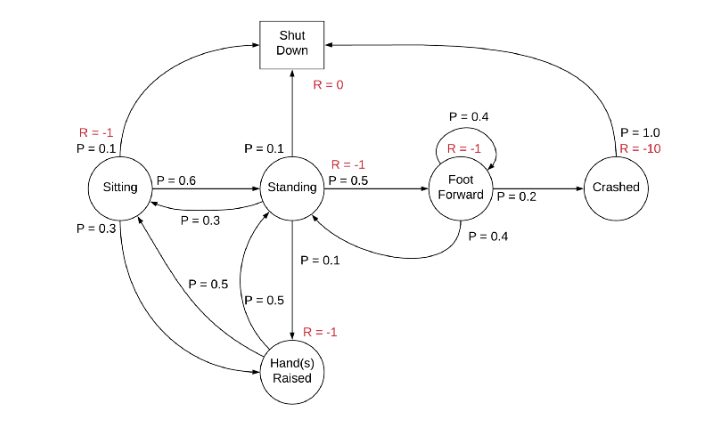 Shut
Down
R = 0
P = 0.4
R = -1
P = 0.1
P = 0.1
R = -1
R = -1
P = 1.0
R = -10
Sitting
P = 0.6
Standing
P = 0.5
Foot
Forward
P = 0.2
Crashed
P = 0.3
P = 0.3
P = 0.4
P = 0.1
P = 0.5
P = 0.5
R = -1
Hand(s)
Raised